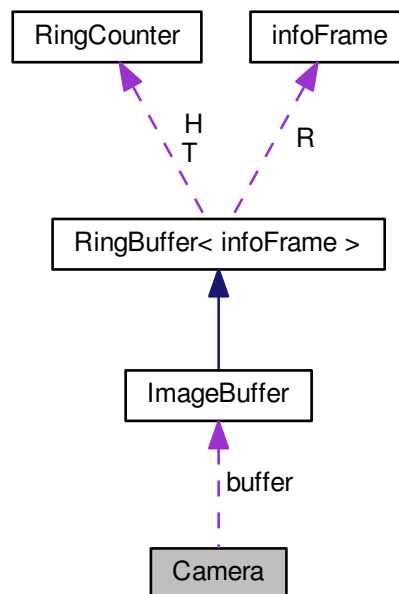 RingCounter
infoFrame
H
T
R
RingBuffer< infoFrame >
ImageBuffer
buffer
Camera